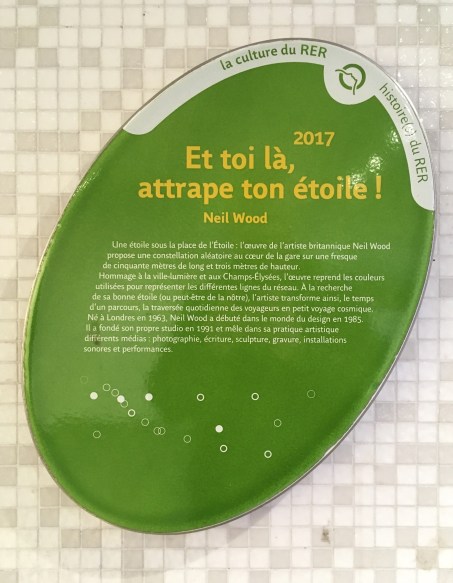 la culture du RER
histoire(s) du RER
2017
Et toi là,
attrape ton étoile !
Neil Wood
Une étoile sous la place de l'Étoile : l'œuvre de l'artiste britannique Neil Wood
propose une constellation aléatoire au cœur de la gare sur une fresque
de cinquante mètres de long et trois mètres de hauteur.
Hommage à la ville-lumière et aux Champs-Élysées, l'œuvre reprend les couleurs
utilisées pour représenter les différentes lignes du réseau. À la recherche
de sa bonne étoile (ou peut-être de la nôtre), l'artiste transforme ainsi, le temps
d'un parcours, la traversée quotidienne des voyageurs en petit voyage cosmique.
Né à Londres en 1963, Neil Wood a débuté dans le monde du design en 1985.
Il a fondé son propre studio en 1991 et mêle dans sa pratique artistique
différents médias : photographie, écriture, sculpture, gravure, installations
sonores et performances.